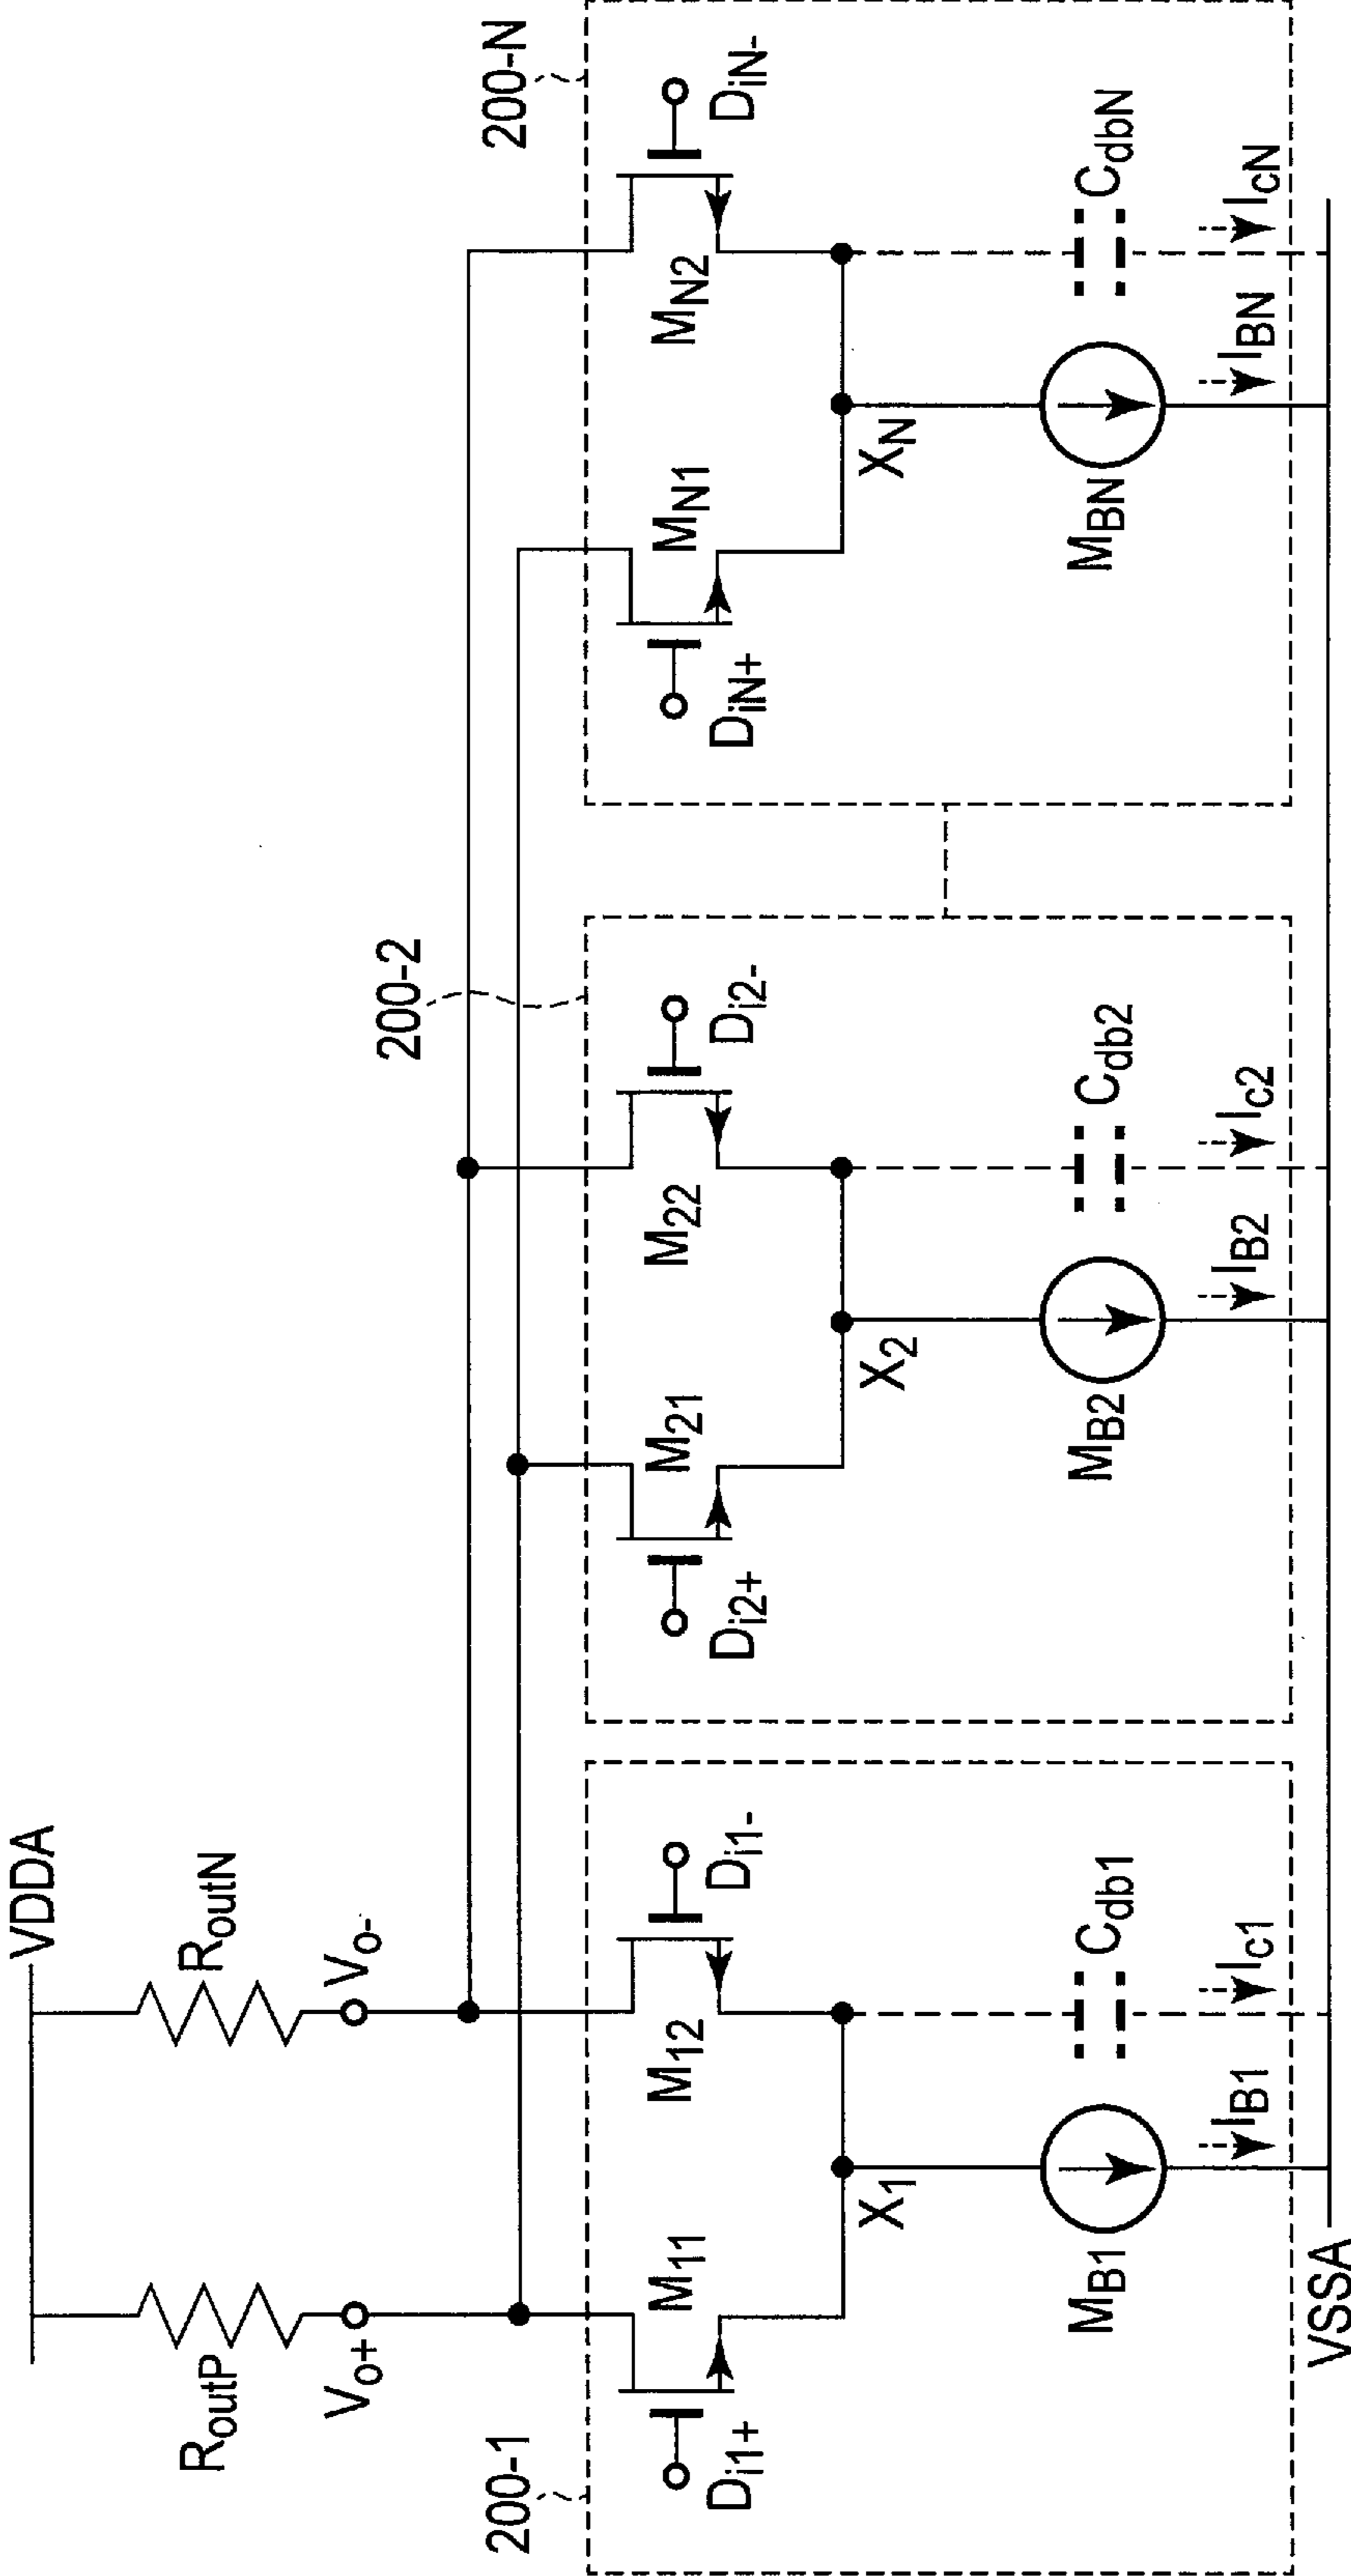 VDDA
RoutP
RoutN
Vo+
Vo-
200-1
200-2
200-N
M11
M12
M21
M22
MN1
MN2
Di1+
Di1-
Di2+
Di2-
DiN+
DiN-
X1
X2
XN
MB1
Cdb1
MB2
Cdb2
MBN
CdbN
IB1
Ic1
IB2
Ic2
IBN
IcN
VSSA